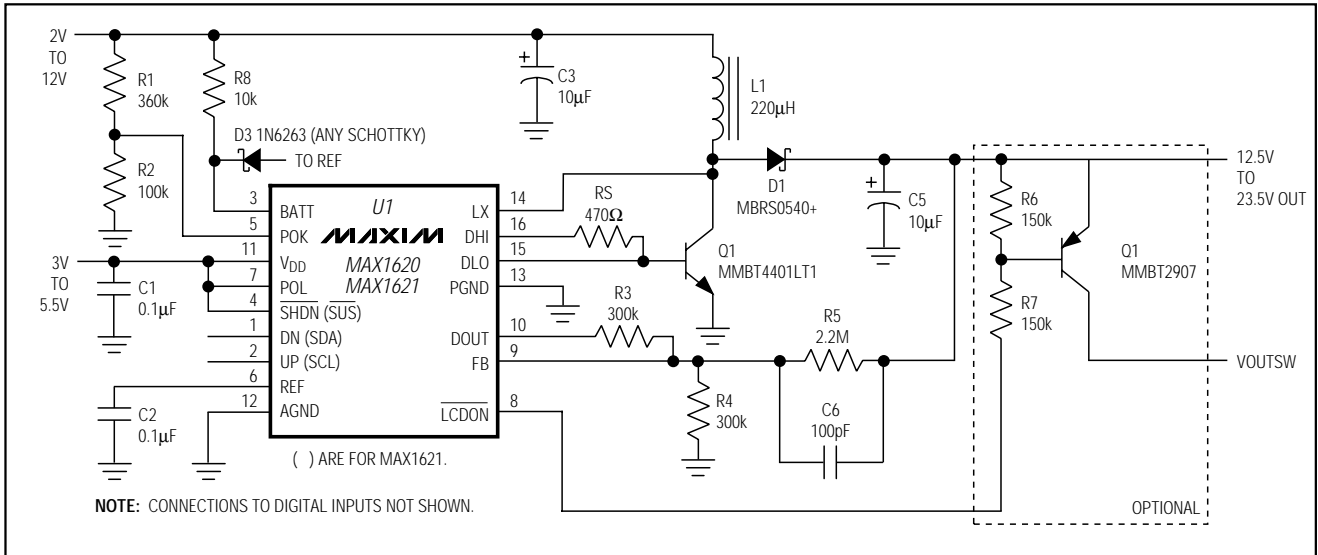 2V
TO
12V
R1
360k
R8
10k
C3
10µF
+
L1
220µH
D3 1N6263 (ANY SCHOTTKY)
TO REF
R2
100k
D1
MBRS0540+
12.5V
TO
23.5V OUT
+
C5
10µF
R6
150k
Q1
MMBT2907
R7
150k
VOUTSW
OPTIONAL
U1
MAXIM
MAX1620
MAX1621
3 BATT
5 POK
11 VDD
7 POL
4 SHDN (SUS)
1 DN (SDA)
2 UP (SCL)
6 REF
12 AGND
LX 14
DHI 16
DLO 15
PGND 13
DOUT 10
FB 9
LCDON 8
RS
470Ω
Q1
MMBT4401LT1
R3
300k
R5
2.2M
R4
300k
C6
100pF
3V
TO
5.5V
C1
0.1µF
C2
0.1µF
( ) ARE FOR MAX1621.
NOTE: CONNECTIONS TO DIGITAL INPUTS NOT SHOWN.